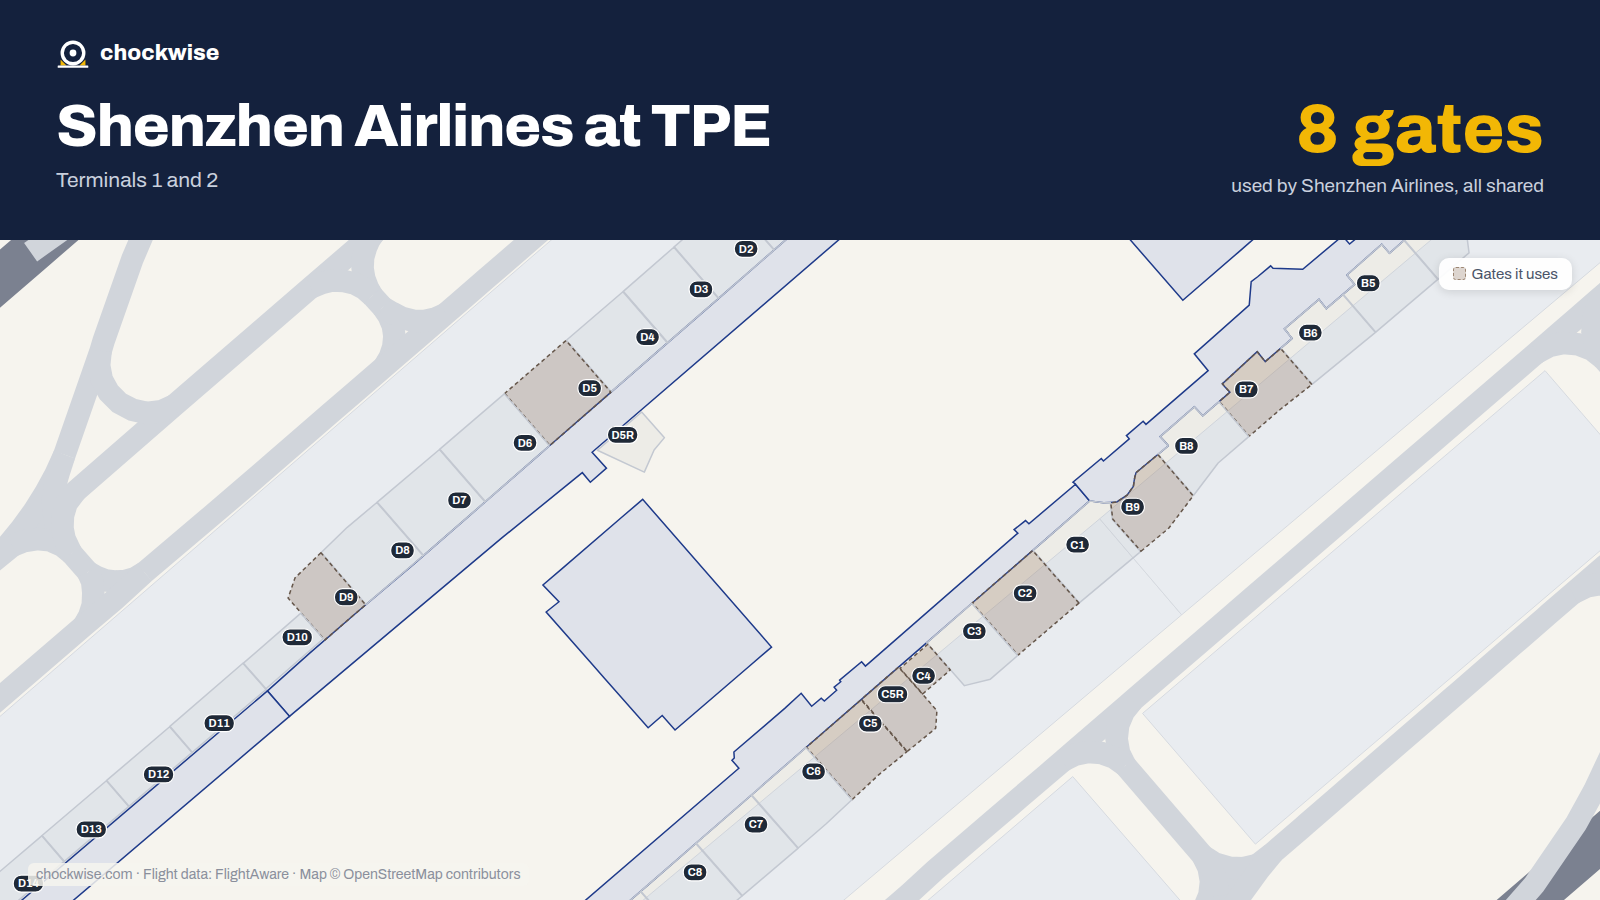 chockwise
Shenzhen Airlines at TPE
Terminals 1 and 2
8 gates
used by Shenzhen Airlines, all shared
Gates it uses
D2
D3
D4
D5
D5R
D6
D7
D8
D9
D10
D11
D12
D13
B5
B6
B7
B8
B9
C1
C2
C3
C4
C5R
C5
C6
C7
C8
chockwise.com · Flight data: FlightAware · Map © OpenStreetMap contributors